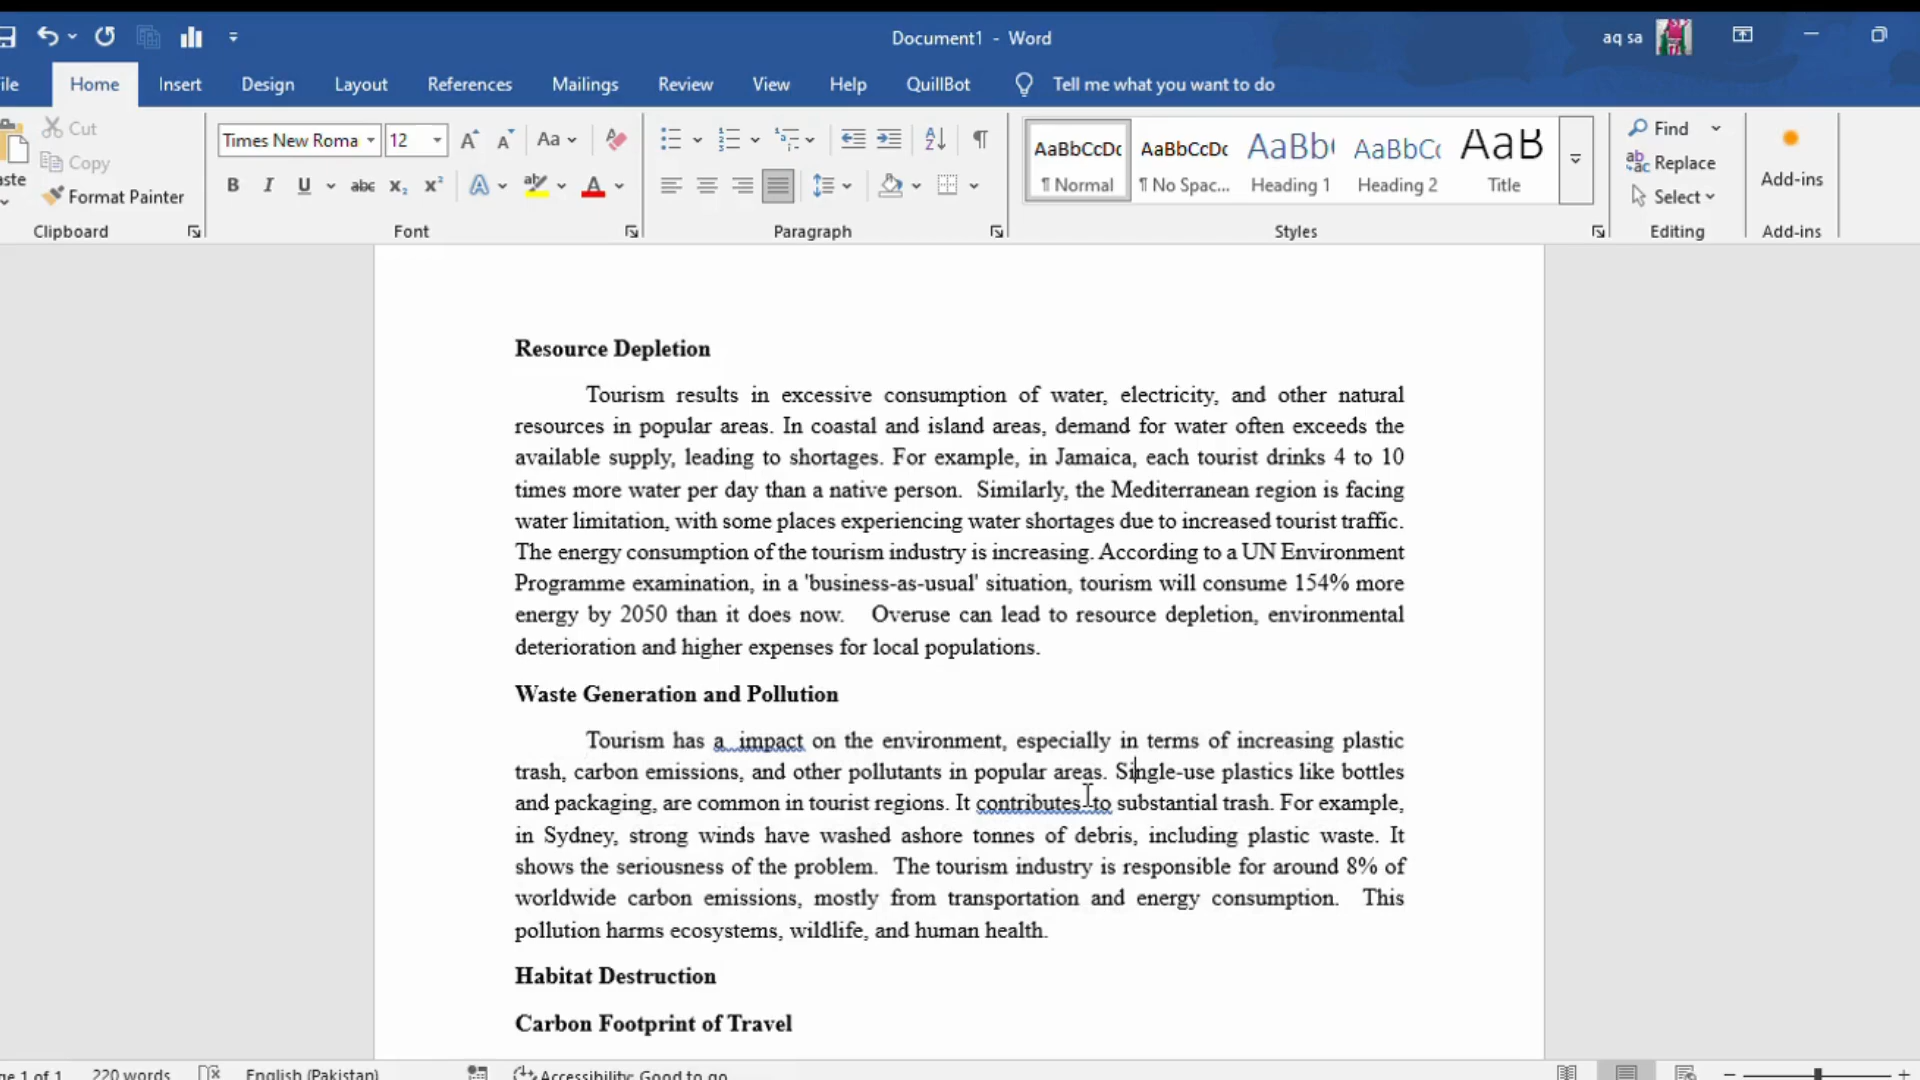 Document1 - Word
aq sa
ile Home Insert Design Layout References Mailings Review View Help QuillBot Tell me what you want to do
Cut
Copy
Format Painter
aste
Clipboard
Times New Roma 12
Font
Paragraph
AaBbCcDc ¶ Normal
AaBbCcDc ¶ No Spac...
AaBb( Heading 1
AaBbC( Heading 2
AaB Title
Styles
Find
Replace
Select
Editing
Add-ins
Add-ins
Resource Depletion
Tourism results in excessive consumption of water, electricity, and other natural
resources in popular areas. In coastal and island areas, demand for water often exceeds the
available supply, leading to shortages. For example, in Jamaica, each tourist drinks 4 to 10
times more water per day than a native person. Similarly, the Mediterranean region is facing
water limitation, with some places experiencing water shortages due to increased tourist traffic.
The energy consumption of the tourism industry is increasing. According to a UN Environment
Programme examination, in a 'business-as-usual' situation, tourism will consume 154% more
energy by 2050 than it does now. Overuse can lead to resource depletion, environmental
deterioration and higher expenses for local populations.
Waste Generation and Pollution
Tourism has a impact on the environment, especially in terms of increasing plastic
trash, carbon emissions, and other pollutants in popular areas. Single-use plastics like bottles
and packaging, are common in tourist regions. It contributes to substantial trash. For example,
in Sydney, strong winds have washed ashore tonnes of debris, including plastic waste. It
shows the seriousness of the problem. The tourism industry is responsible for around 8% of
worldwide carbon emissions, mostly from transportation and energy consumption. This
pollution harms ecosystems, wildlife, and human health.
Habitat Destruction
Carbon Footprint of Travel
ge 1 of 1 220 words English (Pakistan) Accessibility: Good to go